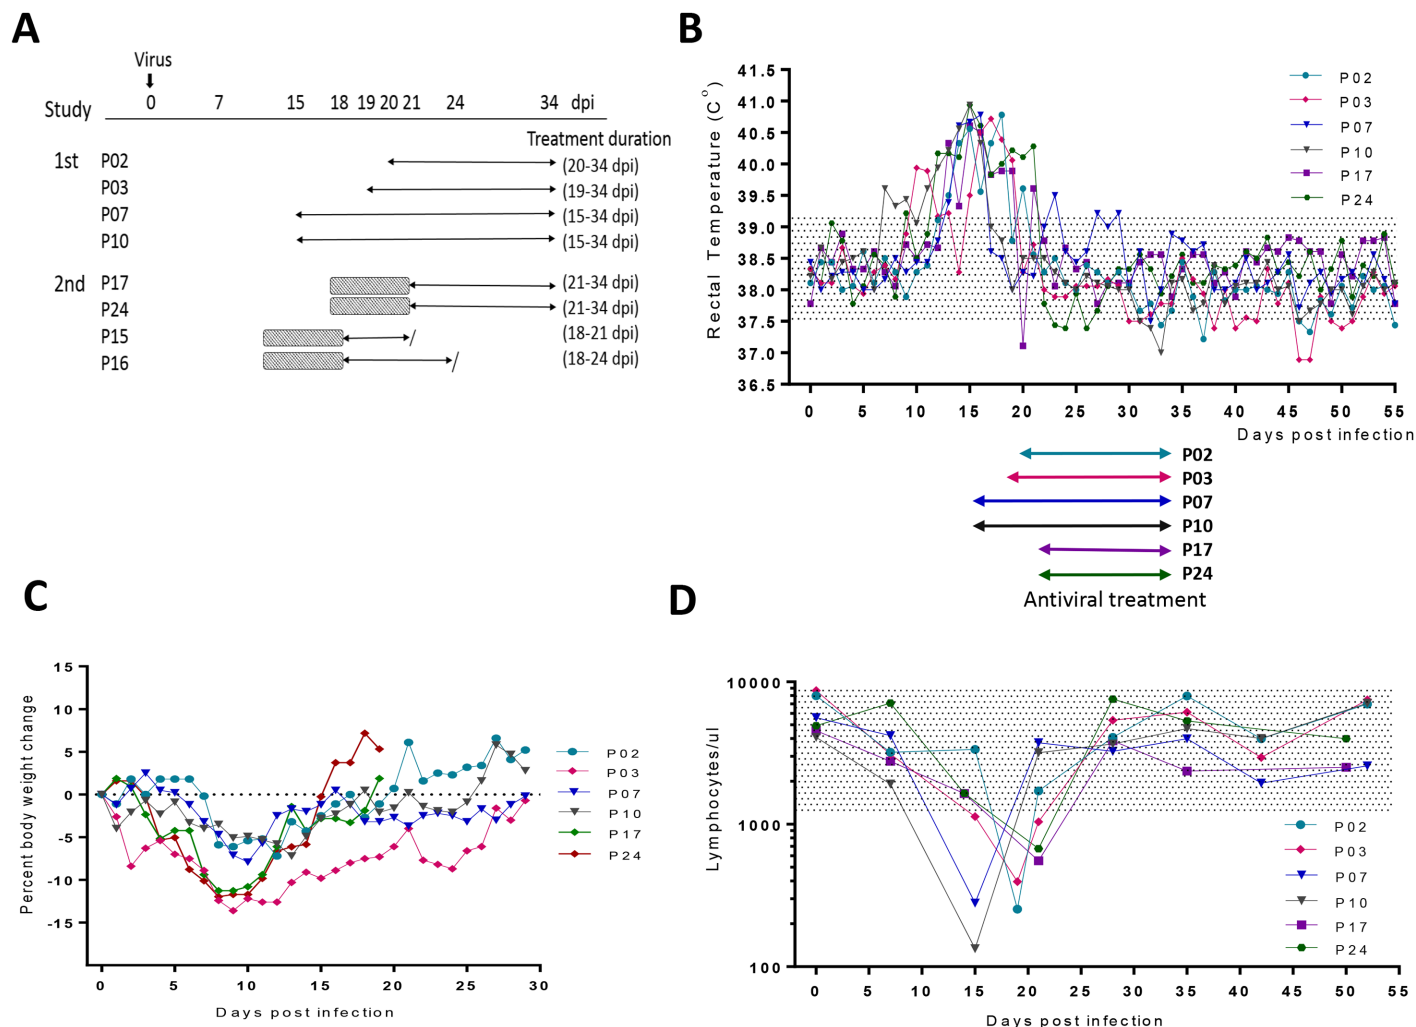 A
Virus
Study 0 7 15 18 19 20 21 24 34 dpi
Treatment duration
1st P02 (20-34 dpi)
P03 (19-34 dpi)
P07 (15-34 dpi)
P10 (15-34 dpi)
2nd P17 (21-34 dpi)
P24 (21-34 dpi)
P15 / (18-21 dpi)
P16 / (18-24 dpi)
B
Rectal Temperature (C°)
41.5
41.0
40.5
40.0
39.5
39.0
38.5
38.0
37.5
37.0
36.5
0 5 10 15 20 25 30 35 40 45 50 55
Days post infection
P02
P03
P07
P10
P17
P24
P02
P03
P07
P10
P17
P24
Antiviral treatment
C
Percent body weight change
15
10
5
0
-5
-10
-15
0 5 10 15 20 25 30
Days post infection
P02
P03
P07
P10
P17
P24
D
Lymphocytes/ul
10000
1000
100
0 5 10 15 20 25 30 35 40 45 50 55
Days post infection
P02
P03
P07
P10
P17
P24